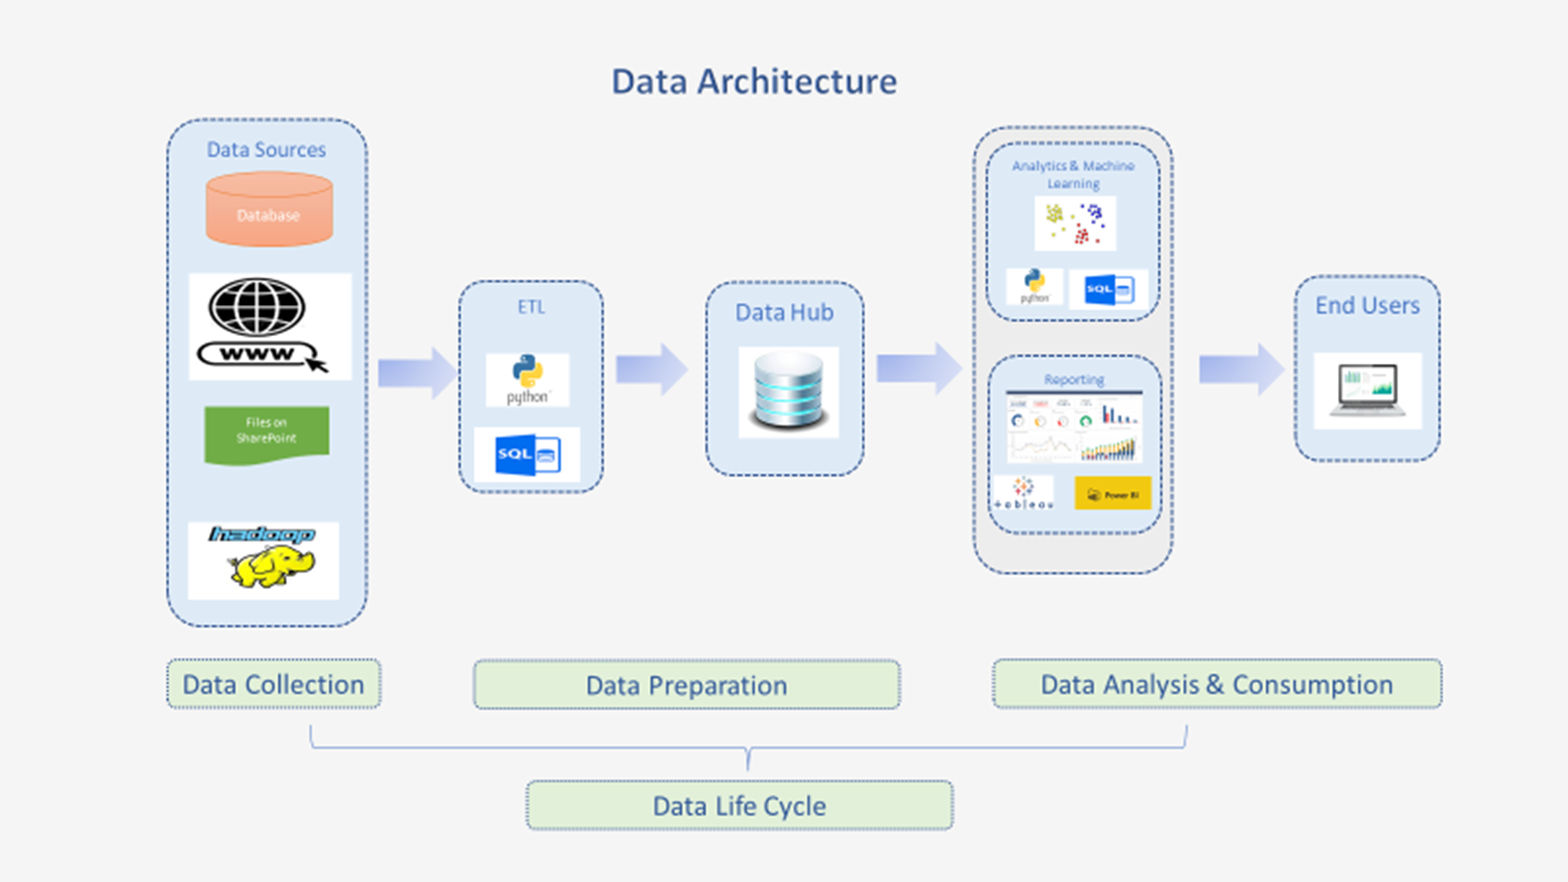 Data Architecture
Data Sources
Database
www
Files on
SharePoint
hadoop
ETL
python
SQL
Data Hub
Analytics & Machine
Learning
python
SQL
Reporting
+ableau
Power BI
End Users
Data Collection
Data Preparation
Data Analysis & Consumption
Data Life Cycle